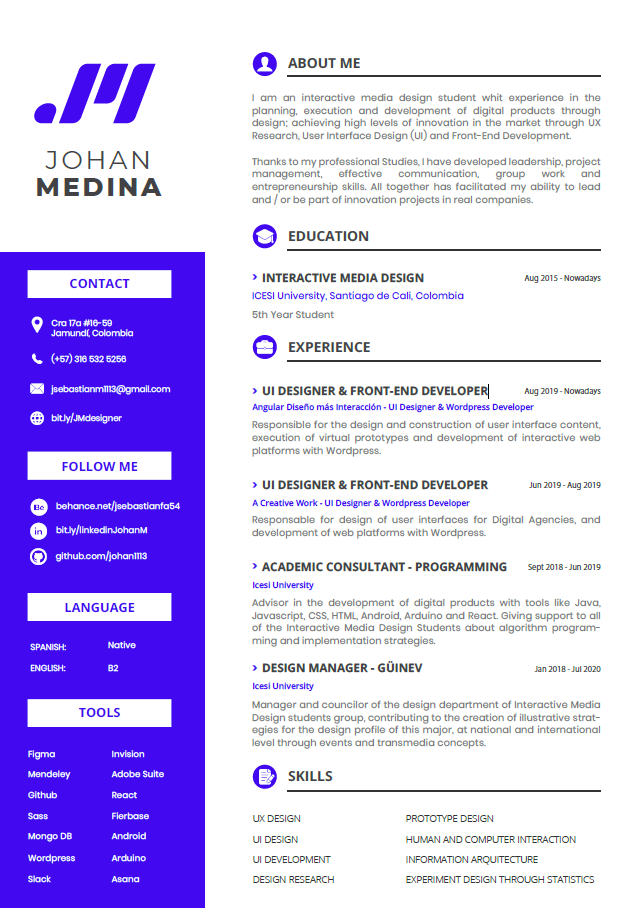 JOHAN
MEDINA
CONTACT
Cra 17a #16-59
Jamundí, Colombia
(+57) 316 532 5256
jsebastianm1113@gmail.com
bit.ly/JMdesigner
FOLLOW ME
Bē behance.net/jsebastianfa54
in bit.ly/linkedinJohanM
github.com/johan1113
LANGUAGE
SPANISH: Native
ENGLISH: B2
TOOLS
Figma Invision
Mendeley Adobe Suite
Github React
Sass Fierbase
Mongo DB Android
Wordpress Arduino
Slack Asana
ABOUT ME
I am an interactive media design student whit experience in the
planning, execution and development of digital products through
design; achieving high levels of innovation in the market through UX
Research, User Interface Design (UI) and Front-End Development.
Thanks to my professional Studies, I have developed leadership, project
management, effective communication, group work and
entrepreneurship skills. All together has facilitated my ability to lead
and / or be part of innovation projects in real companies.
EDUCATION
› INTERACTIVE MEDIA DESIGN Aug 2015 - Nowadays
ICESI University, Santiago de Cali, Colombia
5th Year Student
EXPERIENCE
› UI DESIGNER & FRONT-END DEVELOPER Aug 2019 - Nowadays
Angular Diseño más Interacción - UI Designer & Wordpress Developer
Responsible for the design and construction of user interface content,
execution of virtual prototypes and development of interactive web
platforms with Wordpress.
› UI DESIGNER & FRONT-END DEVELOPER Jun 2019 - Aug 2019
A Creative Work - UI Designer & Wordpress Developer
Responsable for design of user interfaces for Digital Agencies, and
development of web platforms with Wordpress.
› ACADEMIC CONSULTANT - PROGRAMMING Sept 2018 - Jun 2019
Icesi University
Advisor in the development of digital products with tools like Java,
Javascript, CSS, HTML, Android, Arduino and React. Giving support to all
of the Interactive Media Design Students about algorithm program-
ming and implementation strategies.
› DESIGN MANAGER - GÜINEV Jan 2018 - Jul 2020
Icesi University
Manager and councilor of the design department of Interactive Media
Design students group, contributing to the creation of illustrative strat-
egies for the design profile of this major, at national and international
level through events and transmedia concepts.
SKILLS
UX DESIGN PROTOTYPE DESIGN
UI DESIGN HUMAN AND COMPUTER INTERACTION
UI DEVELOPMENT INFORMATION ARQUITECTURE
DESIGN RESEARCH EXPERIMENT DESIGN THROUGH STATISTICS